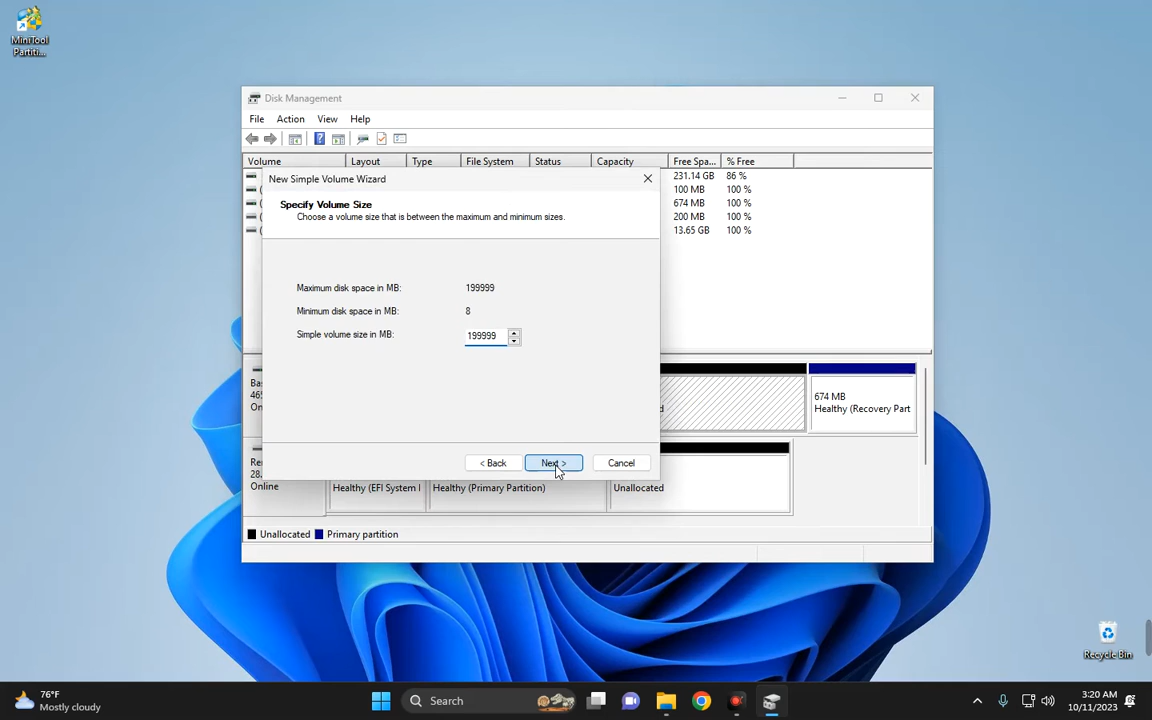 MiniTool
Partiti...
Disk Management
File Action View Help
Volume Layout Type File System Status Capacity Free Spa... % Free
231.14 GB 86 %
100 MB 100 %
674 MB 100 %
200 MB 100 %
13.65 GB 100 %
New Simple Volume Wizard
Specify Volume Size
Choose a volume size that is between the maximum and minimum sizes.
Maximum disk space in MB: 199999
Minimum disk space in MB: 8
Simple volume size in MB: 199999
< Back Next > Cancel
Bas
465
On
d
674 MB
Healthy (Recovery Part
Re
28.
Online
Healthy (EFI System I Healthy (Primary Partition) Unallocated
Unallocated Primary partition
Recycle Bin
76°F
Mostly cloudy
Search
3:20 AM
10/11/2023